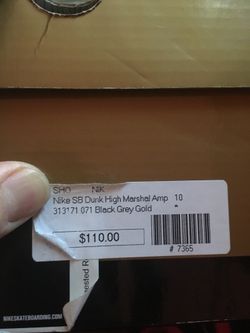 SHO NIK
Nike SB Dunk High Marshal Amp 10
313171 071 Black Grey Gold
$110.00
# 7365
ested R
NIKESKATEBOARDING.COM